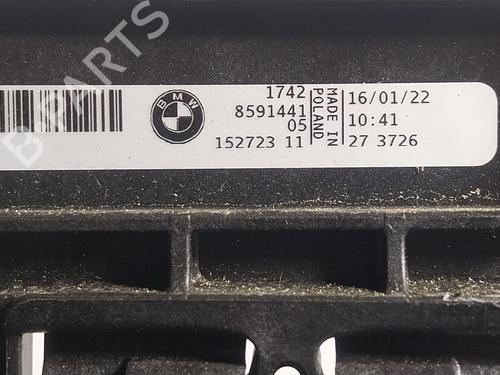 B PARTS
BMW
1742
8591441
05
152723 11
MADE IN
POLAND
16/01/22
10:41
27 3726